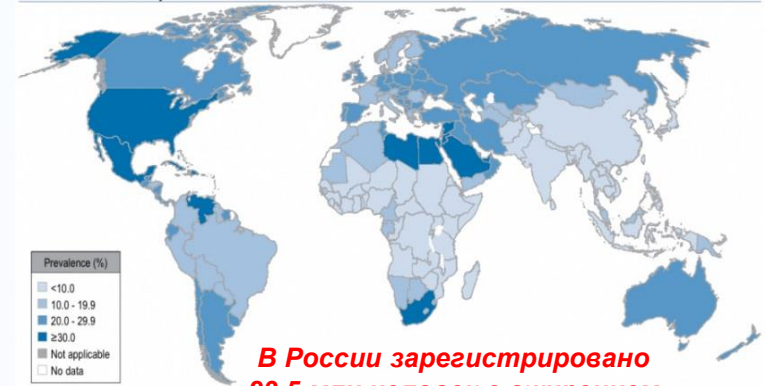 Prevalence (%)
<10.0
10.0 - 19.9
20.0 - 29.9
≥30.0
Not applicable
No data
В России зарегистрировано